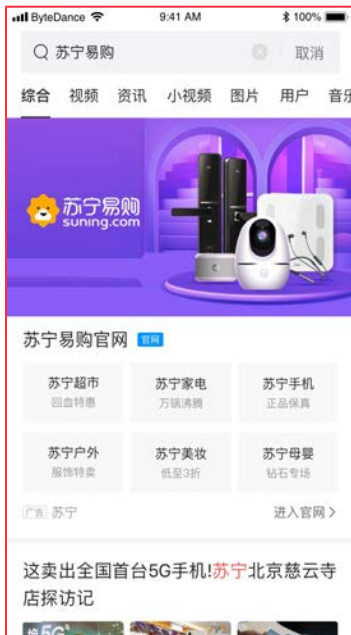 ByteDance 9:41 AM 100%
苏宁易购 取消
综合 视频 资讯 小视频 图片 用户 音乐
苏宁易购
suning.com
苏宁易购官网 官网
苏宁超市 苏宁家电 苏宁手机
回血特惠 万锅沸腾 正品保真
苏宁户外 苏宁美妆 苏宁母婴
服饰特卖 低至3折 钻石专场
广告 苏宁 进入官网
这卖出全国首台5G手机!苏宁北京慈云寺
店探访记